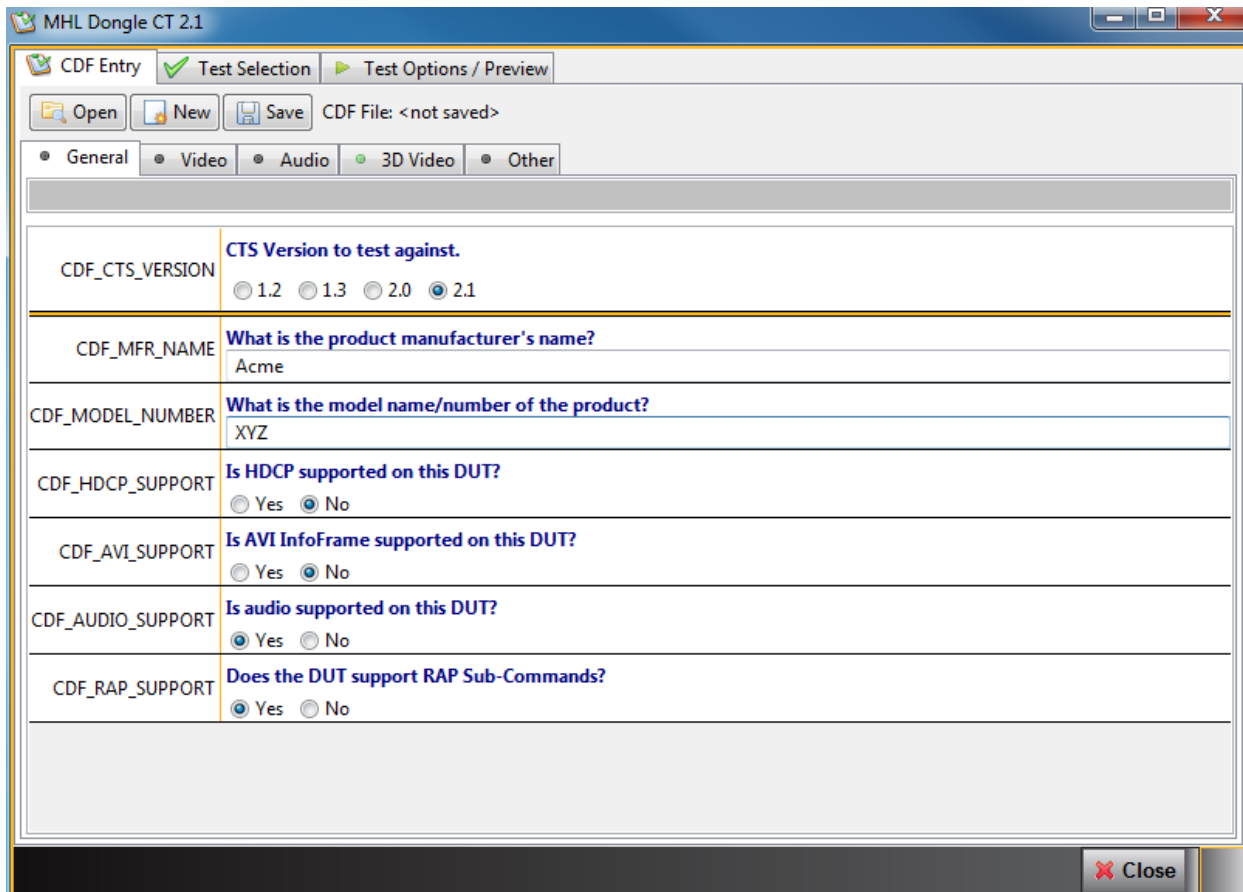 MHL Dongle CT 2.1
CDF Entry Test Selection Test Options / Preview
Open New Save CDF File: <not saved>
General Video Audio 3D Video Other
CTS Version to test against.
CDF_CTS_VERSION
1.2 1.3 2.0 2.1
What is the product manufacturer's name?
CDF_MFR_NAME
Acme
What is the model name/number of the product?
CDF_MODEL_NUMBER
XYZ
Is HDCP supported on this DUT?
CDF_HDCP_SUPPORT
Yes No
Is AVI InfoFrame supported on this DUT?
CDF_AVI_SUPPORT
Yes No
Is audio supported on this DUT?
CDF_AUDIO_SUPPORT
Yes No
Does the DUT support RAP Sub-Commands?
CDF_RAP_SUPPORT
Yes No
Close